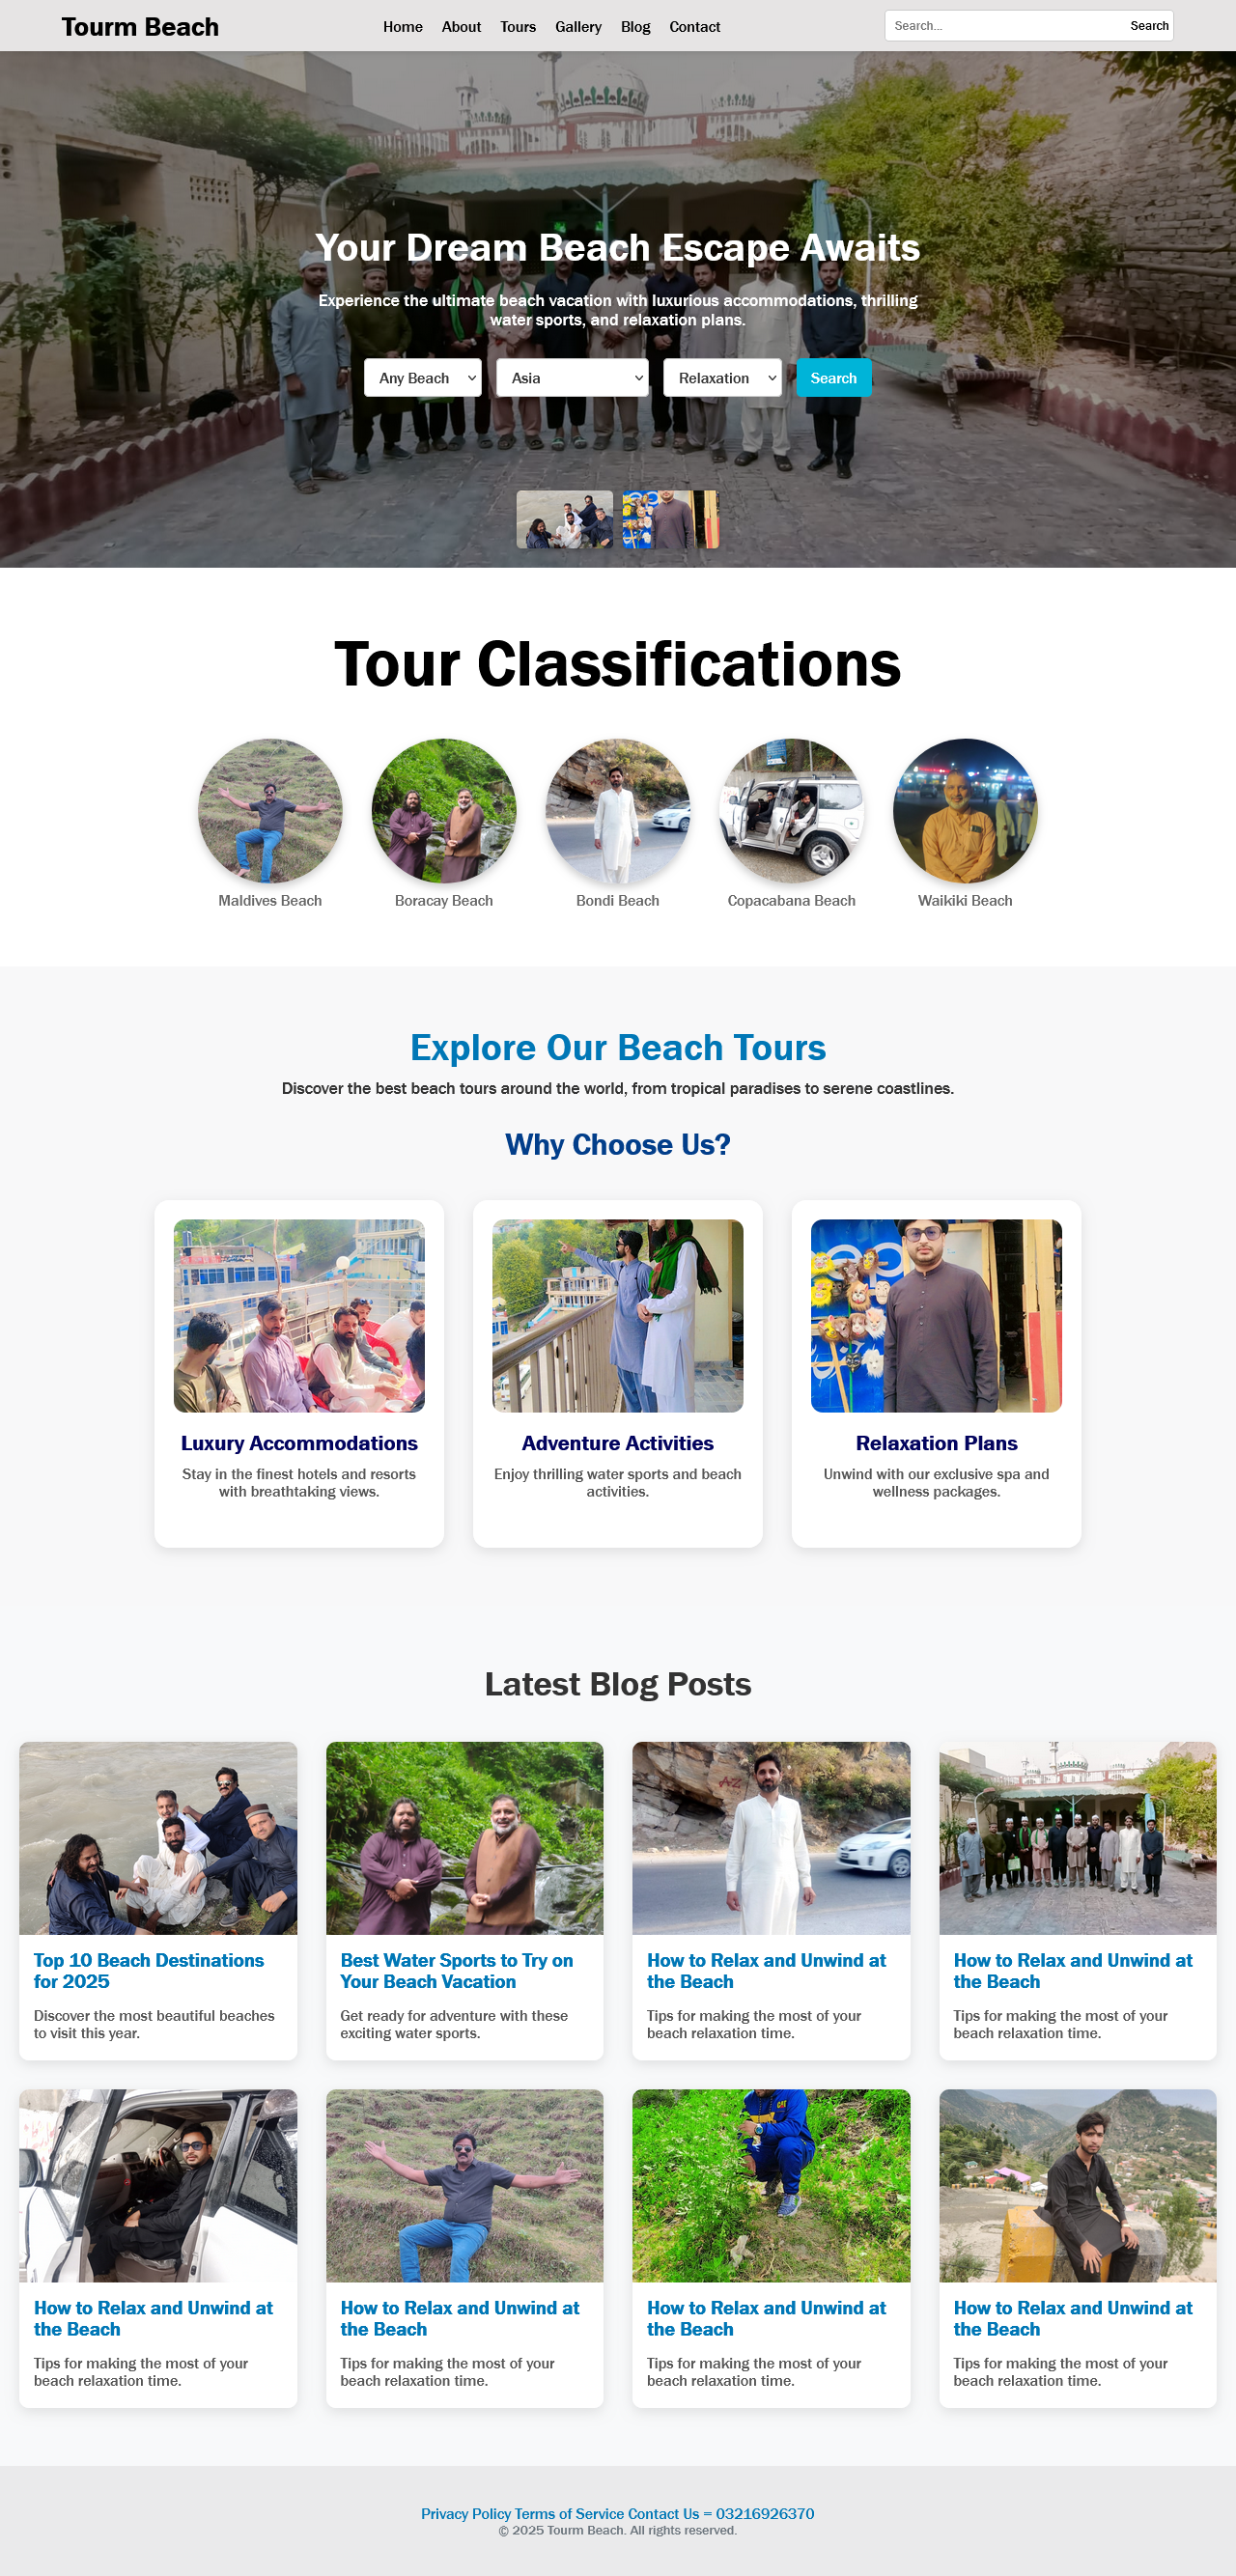 Tourm Beach
Home About Tours Gallery Blog Contact
Search... Search
Your Dream Beach Escape Awaits
Experience the ultimate beach vacation with luxurious accommodations, thrilling
water sports, and relaxation plans.
Any Beach Asia Relaxation Search
Tour Classifications
Maldives Beach Boracay Beach Bondi Beach Copacabana Beach Waikiki Beach
Explore Our Beach Tours
Discover the best beach tours around the world, from tropical paradises to serene coastlines.
Why Choose Us?
Luxury Accommodations
Stay in the finest hotels and resorts
with breathtaking views.
Adventure Activities
Enjoy thrilling water sports and beach
activities.
Relaxation Plans
Unwind with our exclusive spa and
wellness packages.
Latest Blog Posts
Top 10 Beach Destinations
for 2025
Discover the most beautiful beaches
to visit this year.
Best Water Sports to Try on
Your Beach Vacation
Get ready for adventure with these
exciting water sports.
How to Relax and Unwind at
the Beach
Tips for making the most of your
beach relaxation time.
How to Relax and Unwind at
the Beach
Tips for making the most of your
beach relaxation time.
How to Relax and Unwind at
the Beach
Tips for making the most of your
beach relaxation time.
How to Relax and Unwind at
the Beach
Tips for making the most of your
beach relaxation time.
How to Relax and Unwind at
the Beach
Tips for making the most of your
beach relaxation time.
How to Relax and Unwind at
the Beach
Tips for making the most of your
beach relaxation time.
Privacy Policy Terms of Service Contact Us = 03216926370
© 2025 Tourm Beach. All rights reserved.